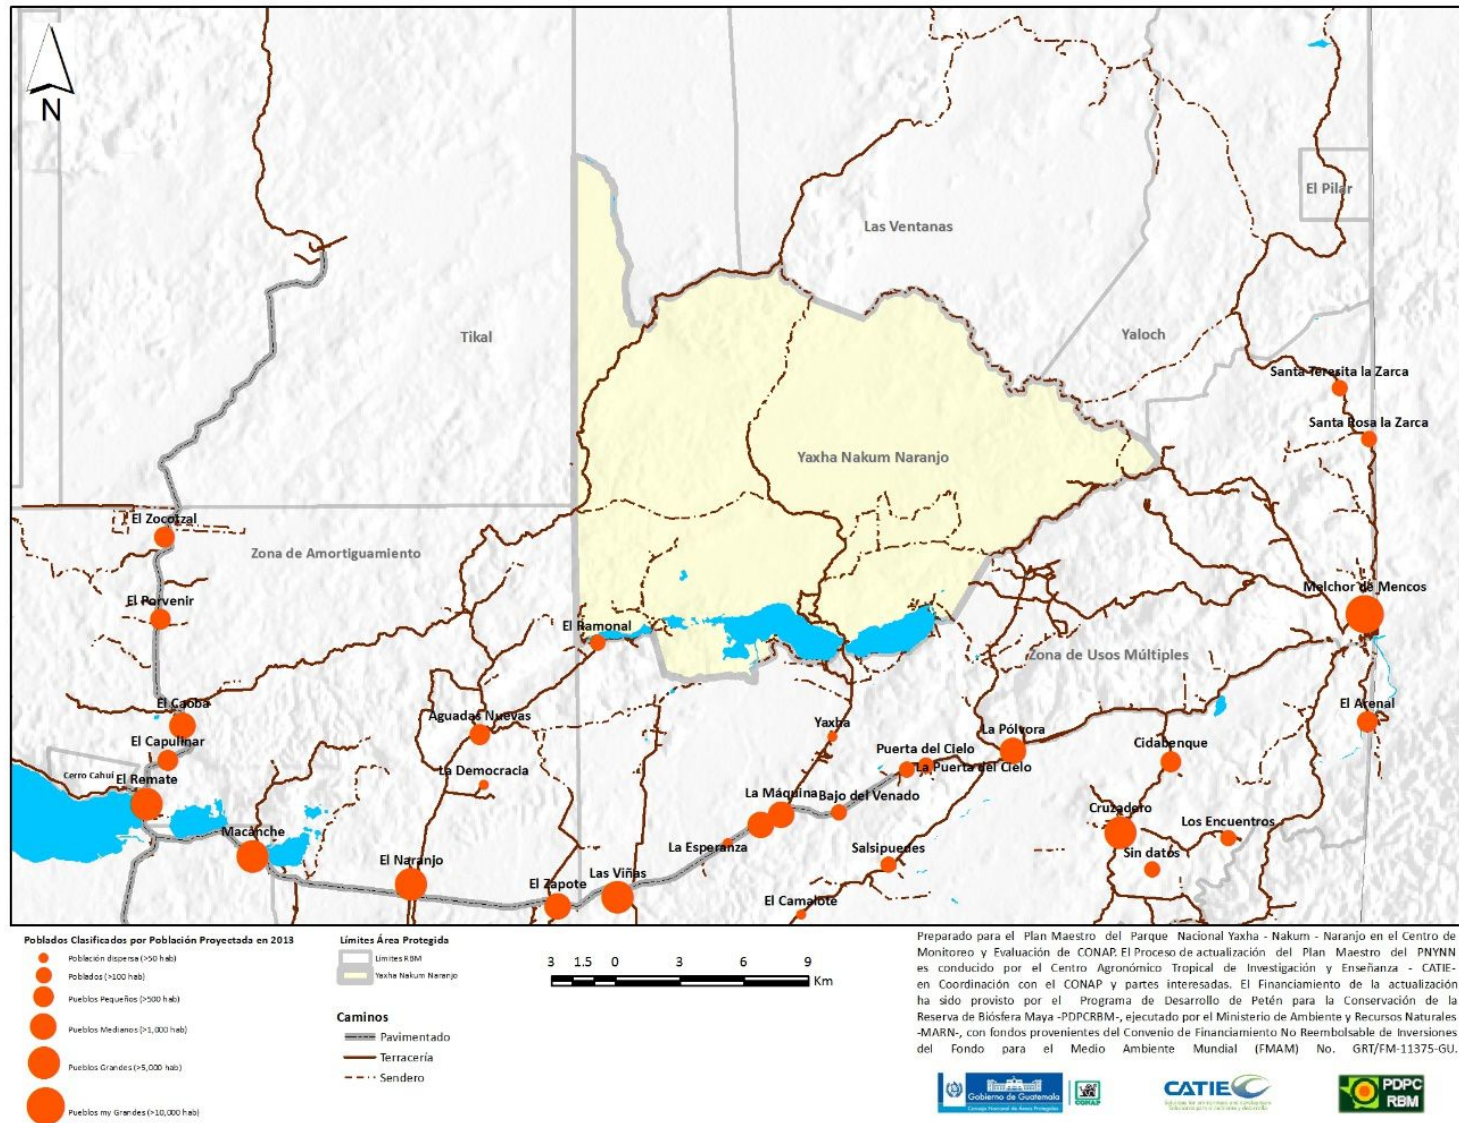 N
El Pilar
Las Ventanas
Tikal
Yaloch
Santa Teresita la Zarca
Santa Rosa la Zarca
Yaxha Nakum Naranjo
El Zocotzal
Zona de Amortiguamiento
Melchor de Mencos
El Porvenir
El Ramonal
Zona de Usos Múltiples
El Caoba
Aguadas Nuevas
Yaxha
La Pólvora
El Arenal
El Capulinar
Puerta del Cielo
Cidabenque
La Puerta del Cielo
Cerro Cahuí
El Remate
La Democracia
La Máquina
Bajo del Venado
Cruzadero
Los Encuentros
Macanche
La Esperanza
Salsipuedes
Sin datos
El Naranjo
Las Viñas
El Zapote
El Camalote
Poblados Clasificados por Población Proyectada en 2013
Población dispersa (>50 hab)
Poblados (>100 hab)
Pueblos Pequeños (>500 hab)
Pueblos Medianos (>1,000 hab)
Pueblos Grandes (>5,000 hab)
Pueblos my Grandes (>10,000 hab)
Límites Área Protegida
Límites RBM
Yaxha Nakum Naranjo
Caminos
Pavimentado
Terracería
Sendero
3 1.5 0 3 6 9
Km
Preparado para el Plan Maestro del Parque Nacional Yaxha - Nakum - Naranjo en el Centro de
Monitoreo y Evaluación de CONAP. El Proceso de actualización del Plan Maestro del PNYNN
es conducido por el Centro Agronómico Tropical de Investigación y Enseñanza - CATIE-
en Coordinación con el CONAP y partes interesadas. El Financiamiento de la actualización
ha sido provisto por el Programa de Desarrollo de Petén para la Conservación de la
Reserva de Biósfera Maya -PDPCRBM-, ejecutado por el Ministerio de Ambiente y Recursos Naturales
-MARN-, con fondos provenientes del Convenio de Financiamiento No Reembolsable de Inversiones
del Fondo para el Medio Ambiente Mundial (FMAM) No. GRT/FM-11375-GU.
Gobierno de Guatemala
Consejo Nacional de Áreas Protegidas
CONAP
CATIE
PDPC
RBM